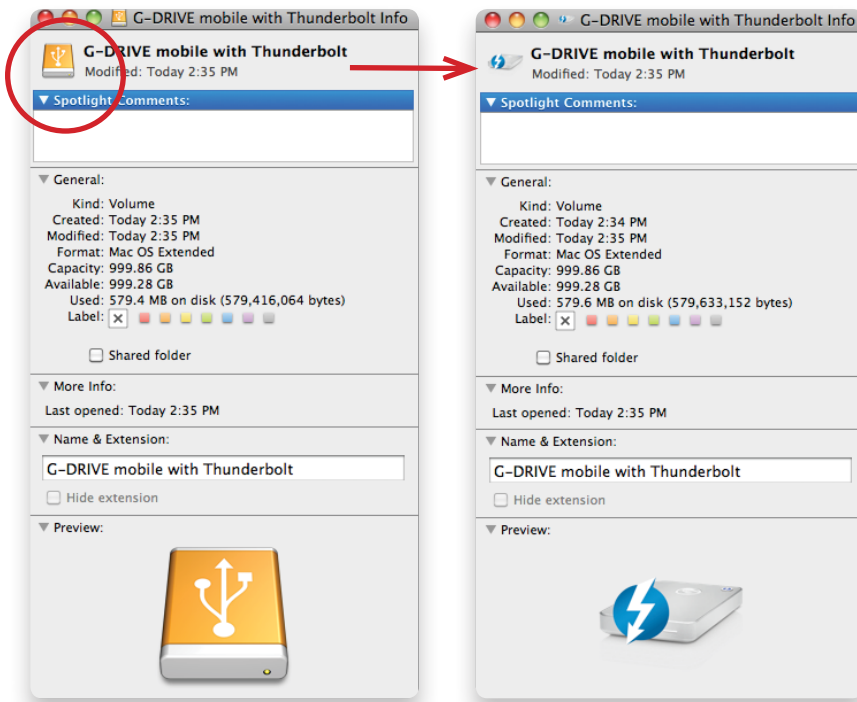 G-DRIVE mobile with Thunderbolt Info
G-DRIVE mobile with Thunderbolt
Modified: Today 2:35 PM
Spotlight Comments:
General:
Kind: Volume
Created: Today 2:35 PM
Modified: Today 2:35 PM
Format: Mac OS Extended
Capacity: 999.86 GB
Available: 999.28 GB
Used: 579.4 MB on disk (579,416,064 bytes)
Label:
Shared folder
More Info:
Last opened: Today 2:35 PM
Name & Extension:
G-DRIVE mobile with Thunderbolt
Hide extension
Preview:
G-DRIVE mobile with Thunderbolt Info
G-DRIVE mobile with Thunderbolt
Modified: Today 2:35 PM
Spotlight Comments:
General:
Kind: Volume
Created: Today 2:34 PM
Modified: Today 2:35 PM
Format: Mac OS Extended
Capacity: 999.86 GB
Available: 999.28 GB
Used: 579.6 MB on disk (579,633,152 bytes)
Label:
Shared folder
More Info:
Last opened: Today 2:35 PM
Name & Extension:
G-DRIVE mobile with Thunderbolt
Hide extension
Preview: